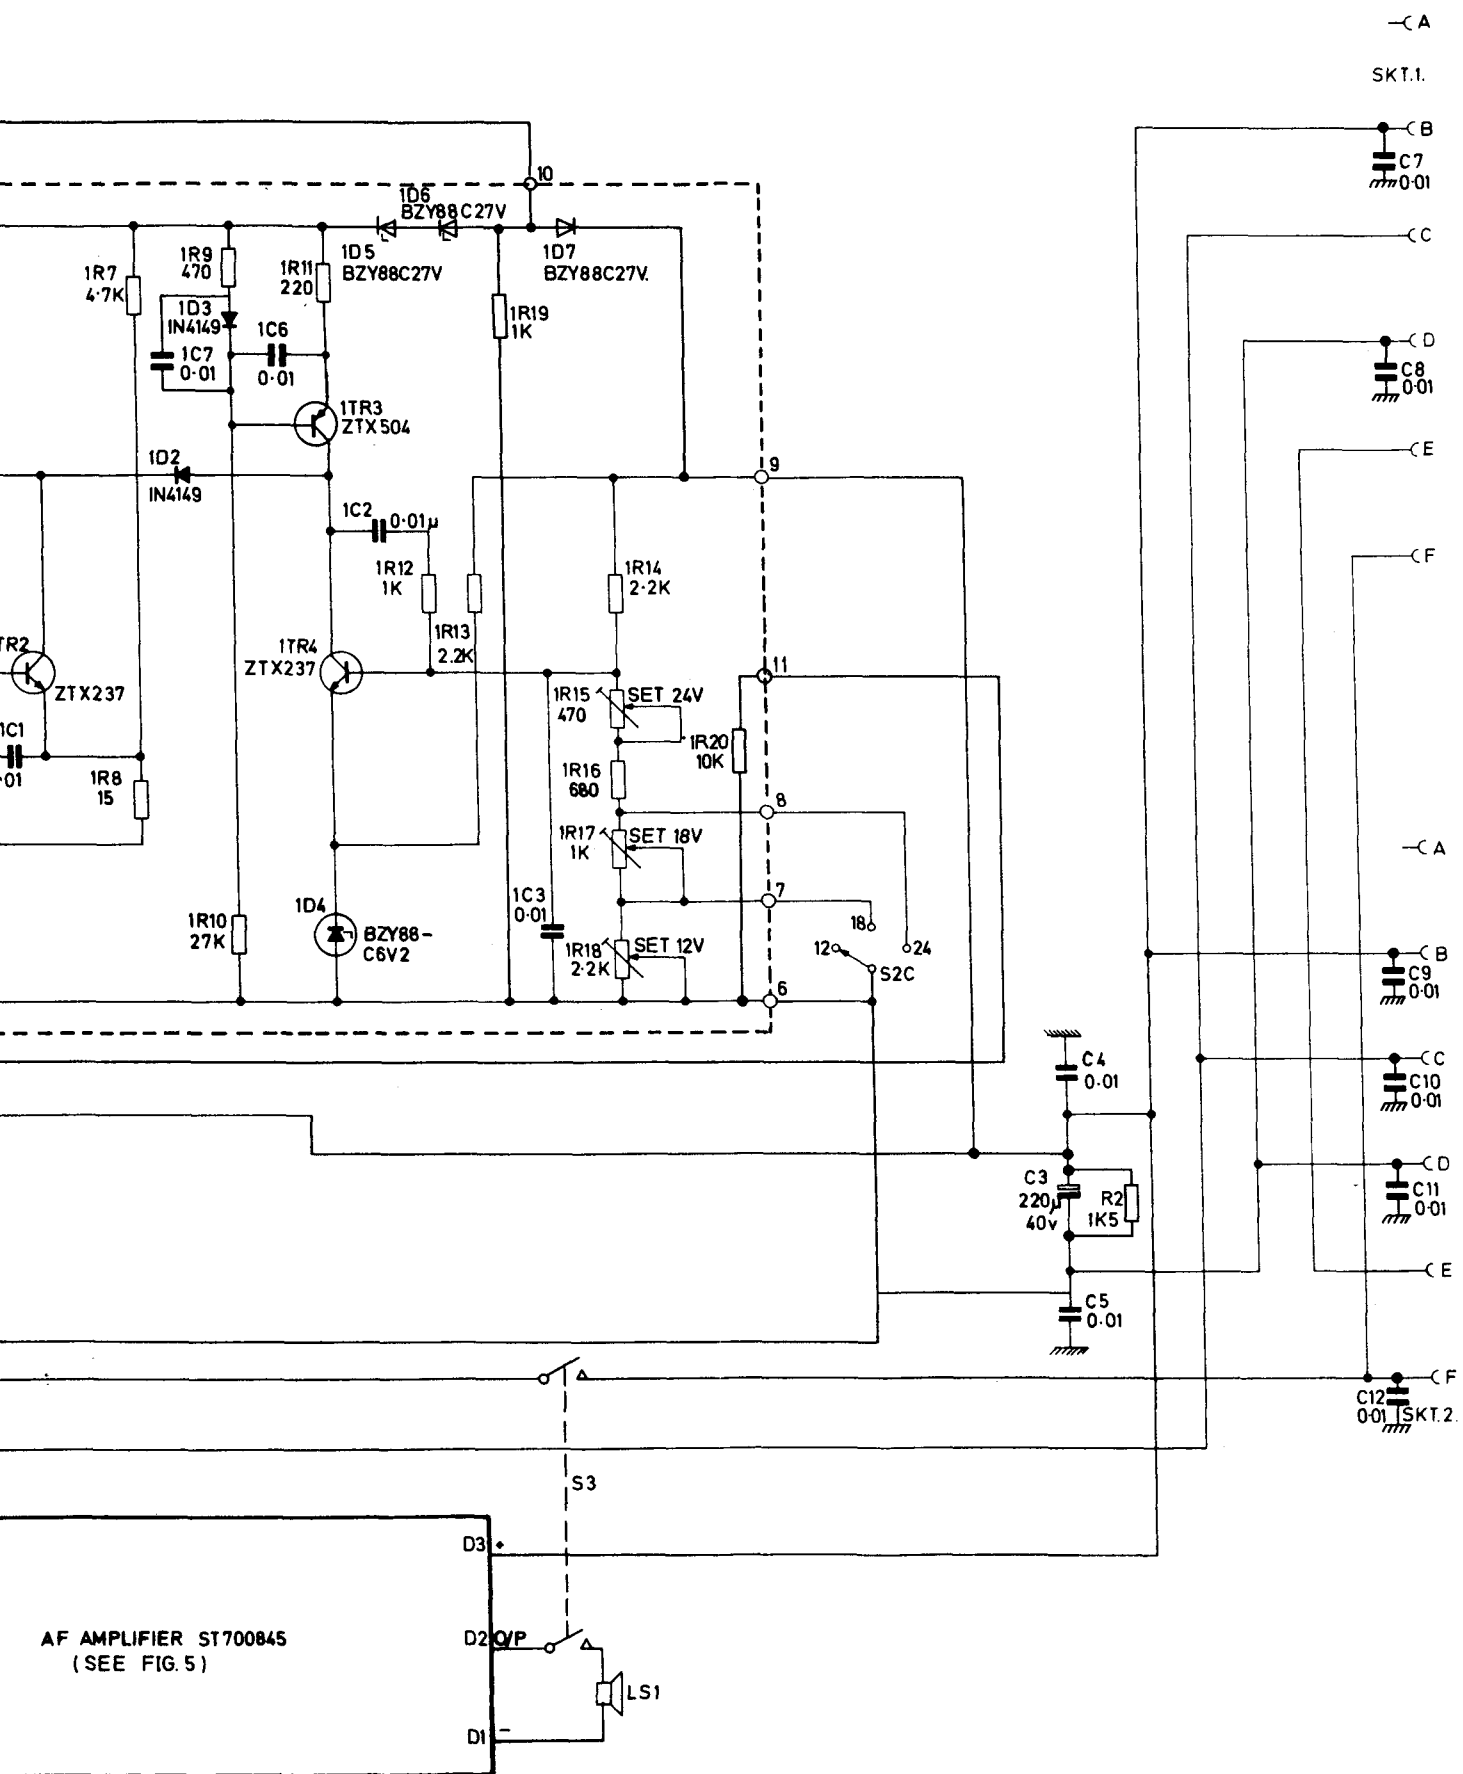 A
SKT.1.
B
C7
0·01
10
1D6
BZY88C27V
1D5
BZY88C27V
1D7
BZY88C27V.
C
1R9
470
1R7
4·7K
1R11
220
1D3
IN4149
1C6
0·01
1C7
0·01
1R19
1K
D
C8
0·01
1TR3
ZTX504
E
1D2
IN4149
9
1C2
0·01µ
F
1R12
1K
1R14
2·2K
1R13
2.2K
TR2
ZTX237
1TR4
ZTX237
11
1R15
470
SET 24V
1C1
·01
1R20
10K
1R8
15
1R16
680
8
1R17
1K
SET 18V
A
7
1C3
0·01
1D4
BZY88-
C6V2
1R10
27K
18
12
24
S2C
1R18
2·2K
SET 12V
B
C9
0·01
6
C4
0·01
C
C10
0·01
D
C11
0·01
C3
220µ
40v
R2
1K5
E
C5
0·01
F
C12
0·01
SKT.2.
S3
D3
+
AF AMPLIFIER ST700845
(SEE FIG.5)
D2
O/P
LS1
D1
−